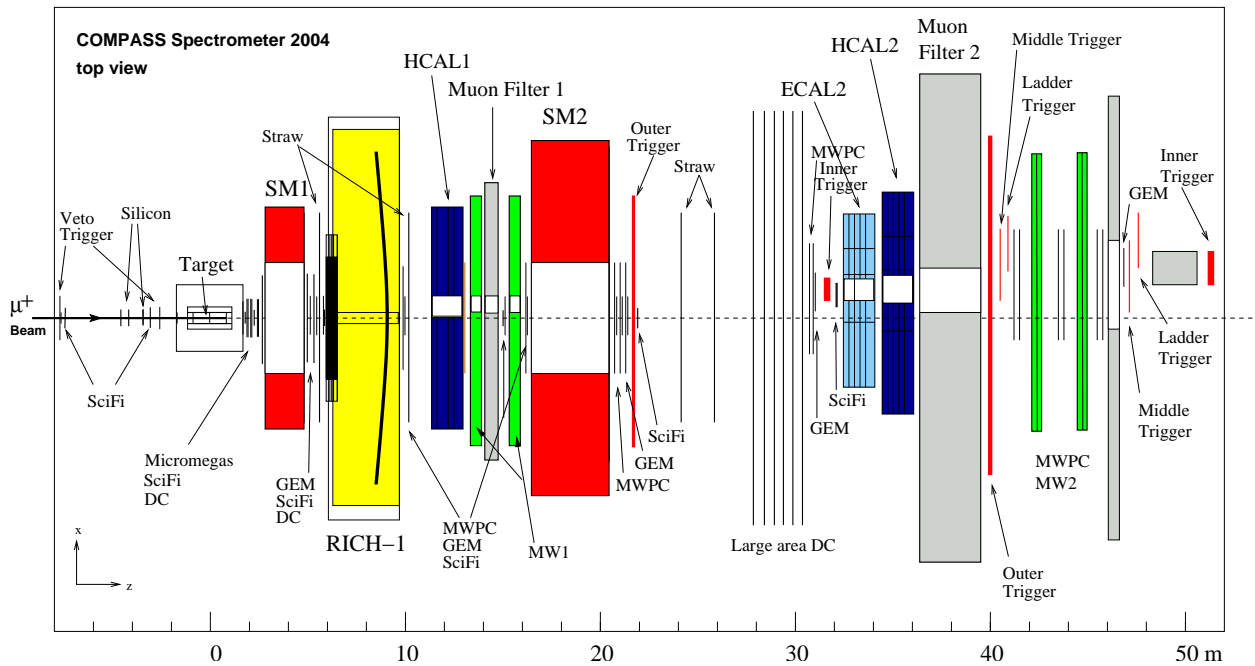 COMPASS Spectrometer 2004
top view
Muon
Filter 2
HCAL2
Middle Trigger
HCAL1
Muon Filter 1
SM2
ECAL2
Ladder
Trigger
Straw
Outer
Trigger
Straw
MWPC
Inner
Trigger
Inner
Trigger
GEM
SM1
Veto
Trigger
Silicon
Target
μ+
Beam
SciFi
Micromegas
SciFi
DC
GEM
SciFi
DC
RICH−1
MWPC
GEM
SciFi
MW1
MWPC
GEM
SciFi
Large area DC
GEM
SciFi
MWPC
MW2
Ladder
Trigger
Middle
Trigger
Outer
Trigger
x
z
0 10 20 30 40 50 m